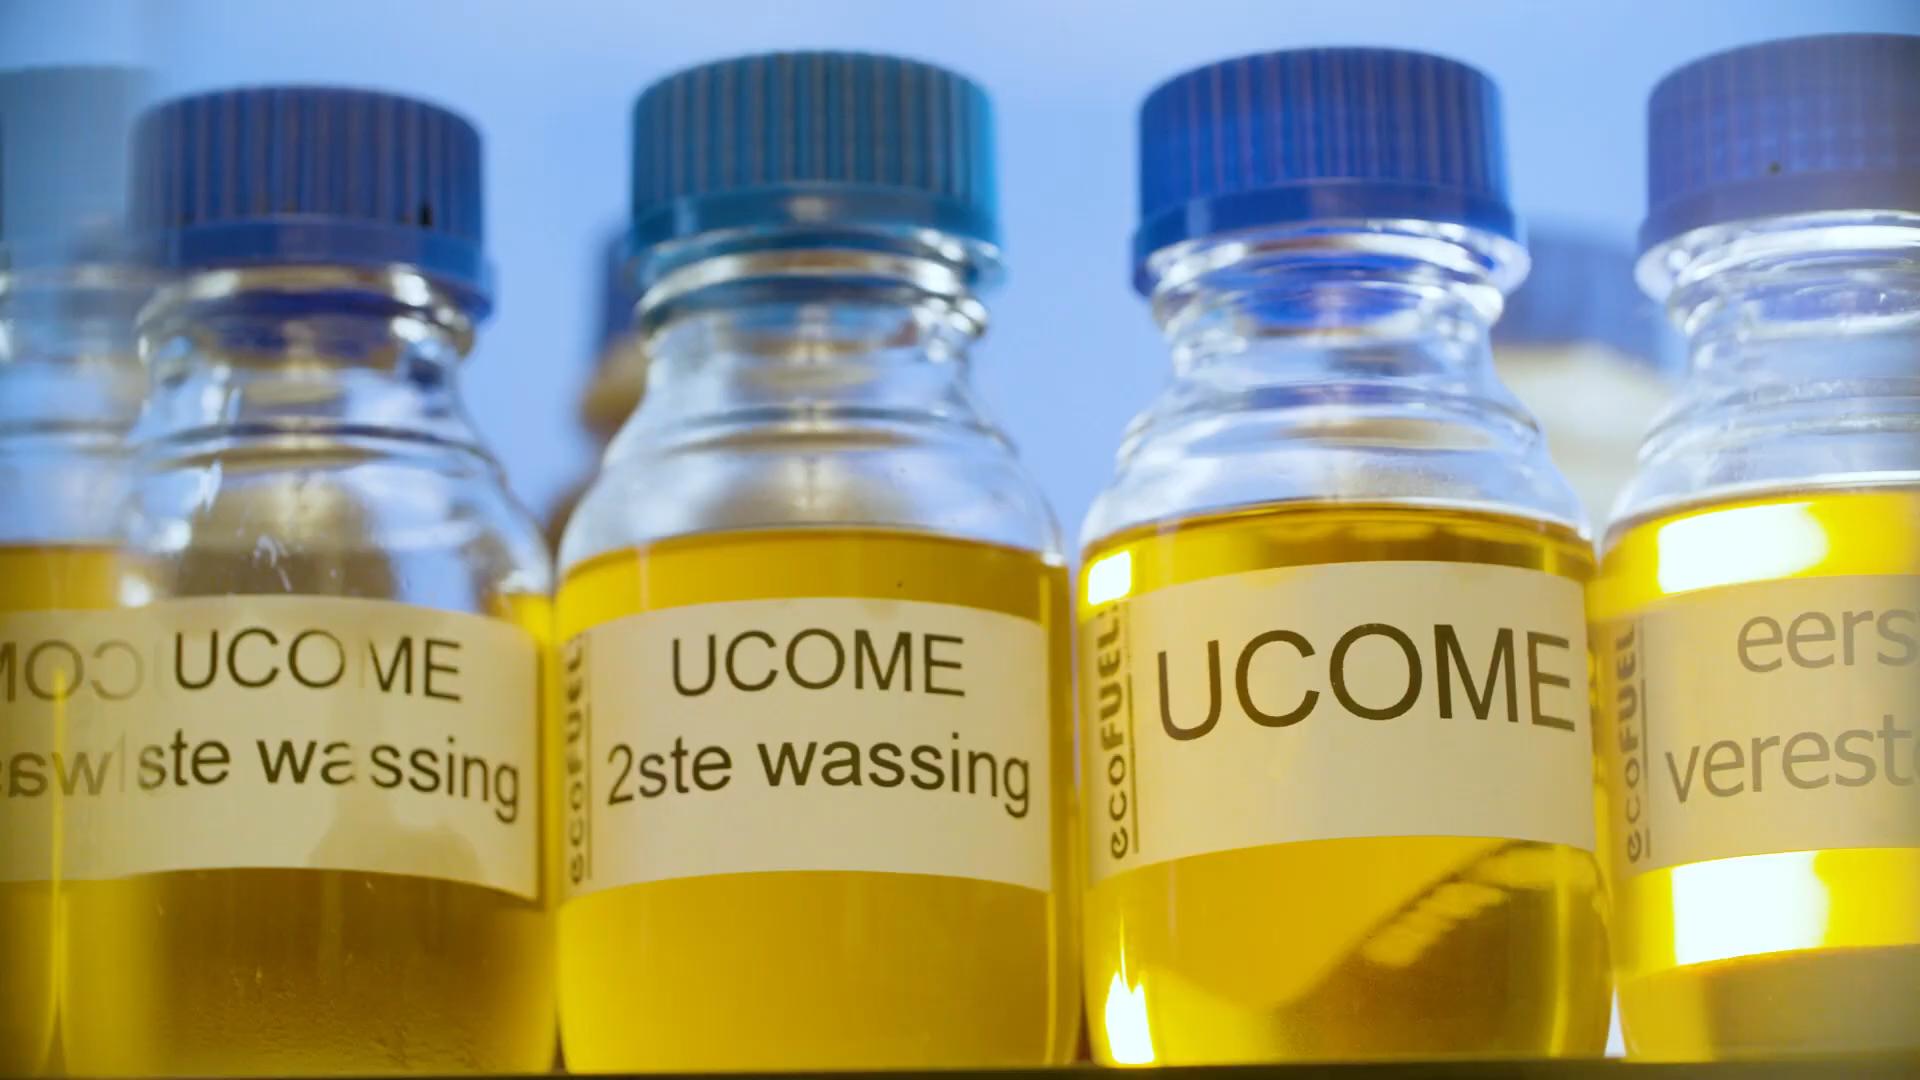 UCOME
ste wassing
ecoFUEL
UCOME
2ste wassing
ecoFUEL
UCOME
ecoFUEL
eers
verest